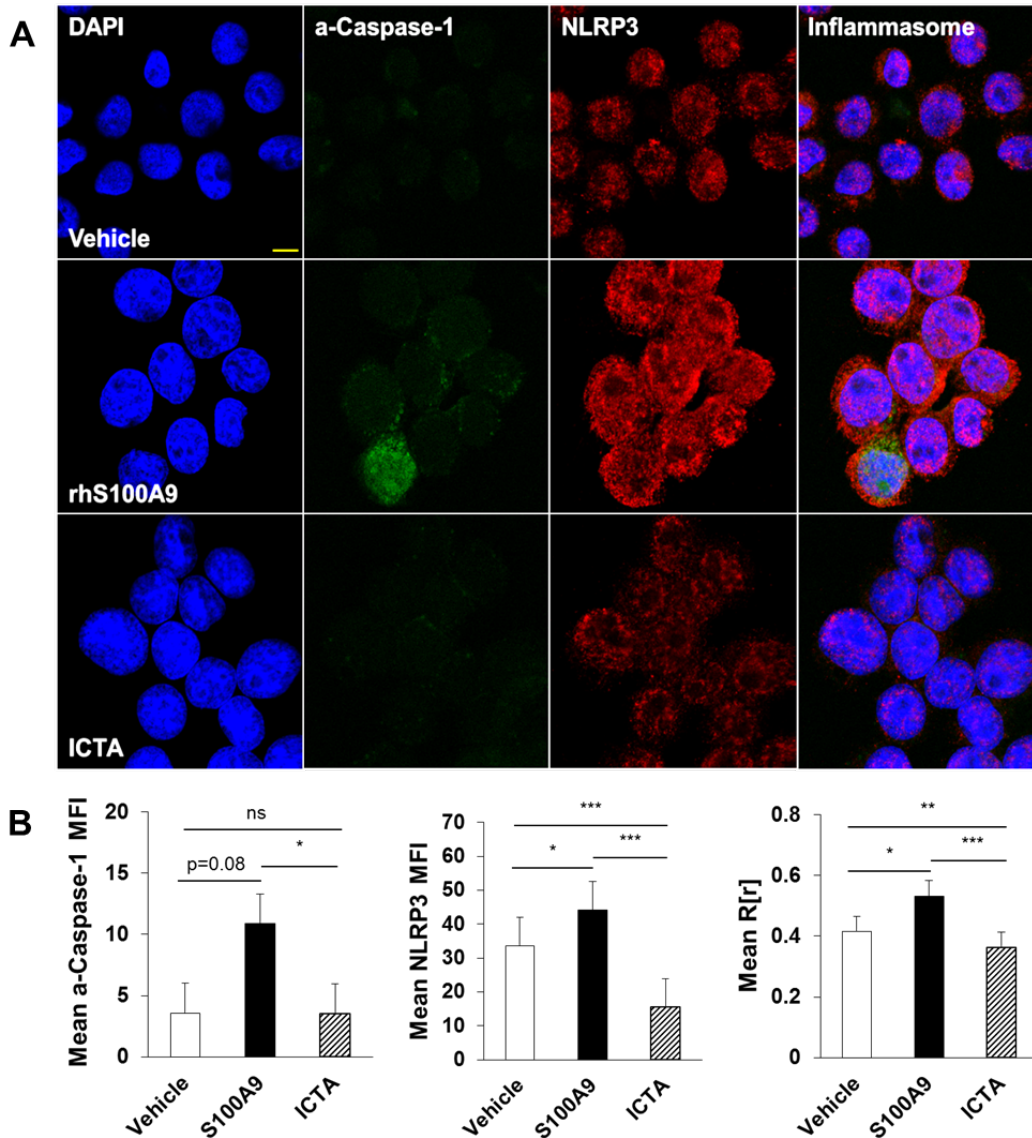 A
DAPI
a-Caspase-1
NLRP3
Inflammasome
Vehicle
rhS100A9
ICTA
B
Mean a-Caspase-1 MFI
20
15
10
5
0
ns
p=0.08
*
Vehicle
S100A9
ICTA
Mean NLRP3 MFI
70
60
50
40
30
20
10
0
***
*
***
Vehicle
S100A9
ICTA
Mean R[r]
0.8
0.6
0.4
0.2
0
**
*
***
Vehicle
S100A9
ICTA